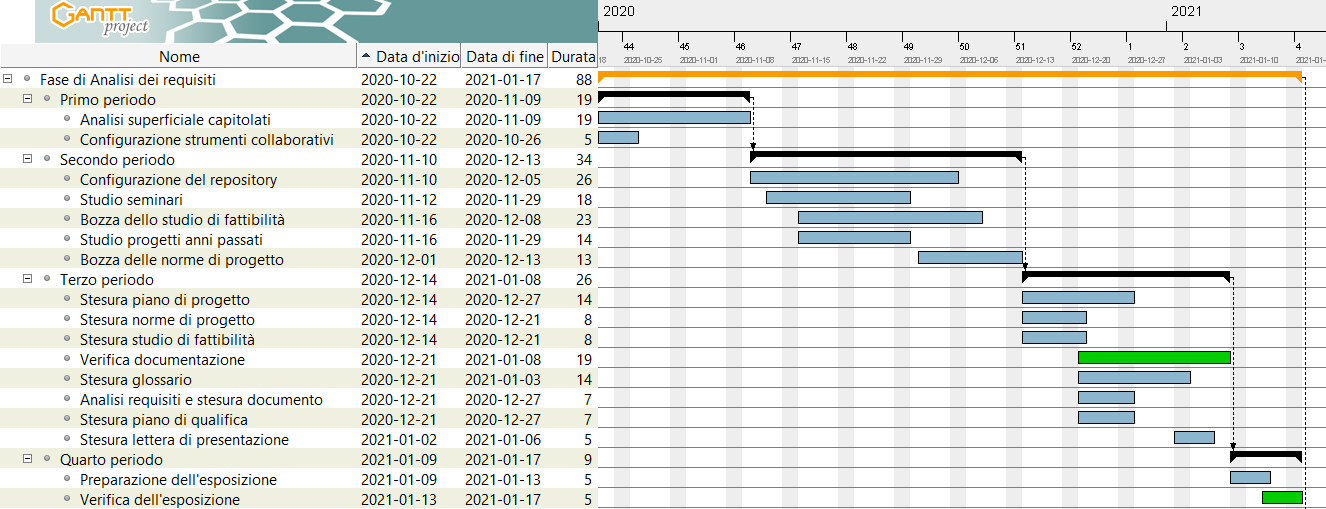 GANTT
project
2020 2021
44 45 46 47 48 49 50 51 52 1 2 3 4
Nome Data d'inizio Data di fine Durata
18 2020-10-25 2020-11-01 2020-11-08 2020-11-15 2020-11-22 2020-11-29 2020-12-06 2020-12-13 2020-12-20 2020-12-27 2021-01-03 2021-01-10 2021-01-
Fase di Analisi dei requisiti 2020-10-22 2021-01-17 88
Primo periodo 2020-10-22 2020-11-09 19
Analisi superficiale capitolati 2020-10-22 2020-11-09 19
Configurazione strumenti collaborativi 2020-10-22 2020-10-26 5
Secondo periodo 2020-11-10 2020-12-13 34
Configurazione del repository 2020-11-10 2020-12-05 26
Studio seminari 2020-11-12 2020-11-29 18
Bozza dello studio di fattibilità 2020-11-16 2020-12-08 23
Studio progetti anni passati 2020-11-16 2020-11-29 14
Bozza delle norme di progetto 2020-12-01 2020-12-13 13
Terzo periodo 2020-12-14 2021-01-08 26
Stesura piano di progetto 2020-12-14 2020-12-27 14
Stesura norme di progetto 2020-12-14 2020-12-21 8
Stesura studio di fattibilità 2020-12-14 2020-12-21 8
Verifica documentazione 2020-12-21 2021-01-08 19
Stesura glossario 2020-12-21 2021-01-03 14
Analisi requisiti e stesura documento 2020-12-21 2020-12-27 7
Stesura piano di qualifica 2020-12-21 2020-12-27 7
Stesura lettera di presentazione 2021-01-02 2021-01-06 5
Quarto periodo 2021-01-09 2021-01-17 9
Preparazione dell'esposizione 2021-01-09 2021-01-13 5
Verifica dell'esposizione 2021-01-13 2021-01-17 5